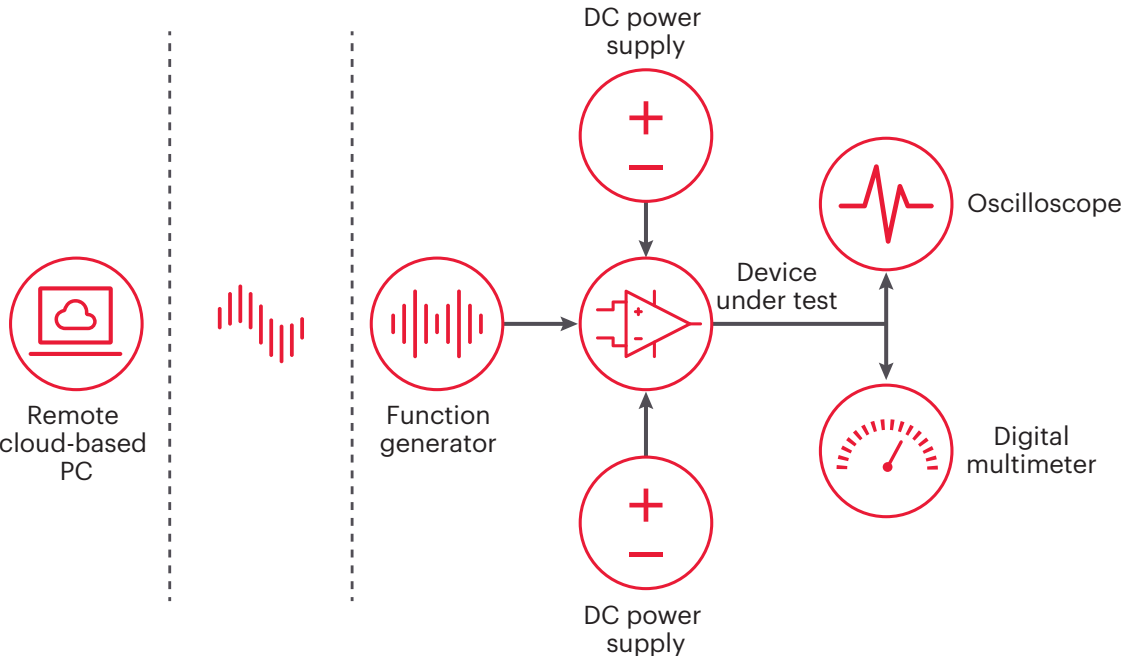 DC power
supply
Oscilloscope
Device
under test
Remote
cloud-based
PC
Function
generator
Digital
multimeter
DC power
supply